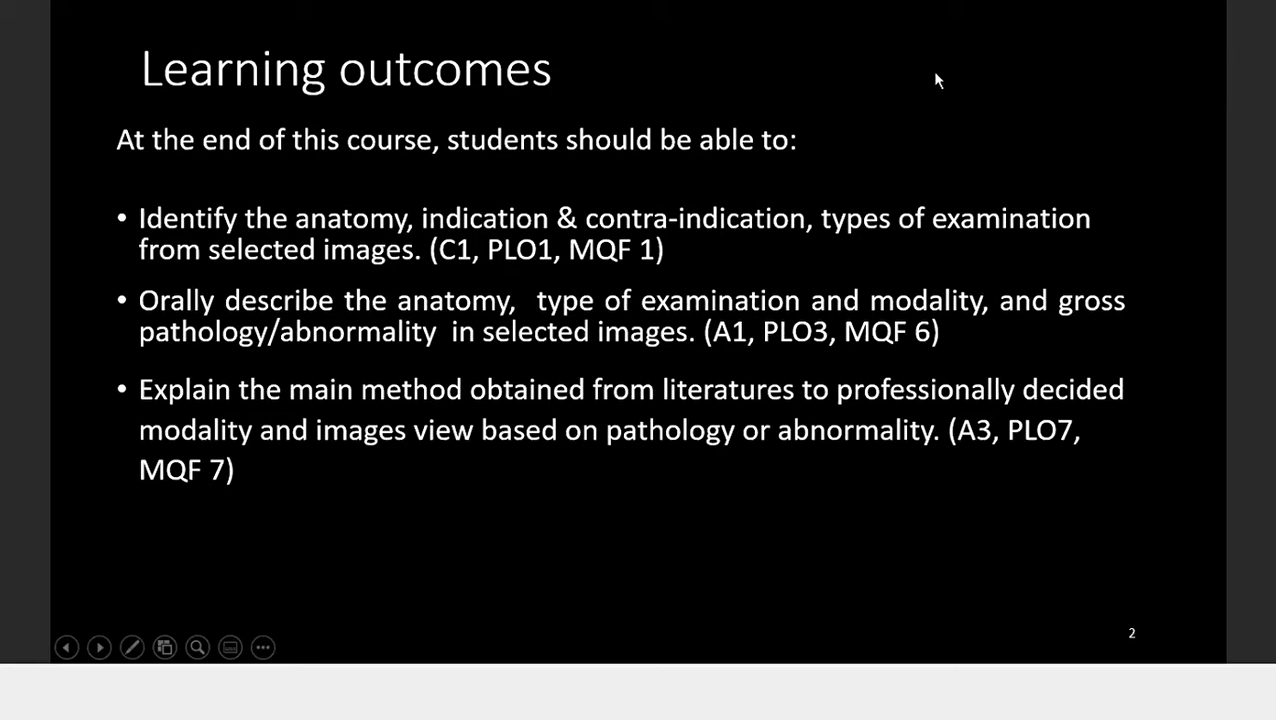 Learning outcomes
At the end of this course, students should be able to:
• Identify the anatomy, indication & contra-indication, types of examination
from selected images. (C1, PLO1, MQF 1)
• Orally describe the anatomy, type of examination and modality, and gross
pathology/abnormality in selected images. (A1, PLO3, MQF 6)
• Explain the main method obtained from literatures to professionally decided
modality and images view based on pathology or abnormality. (A3, PLO7,
MQF 7)
2